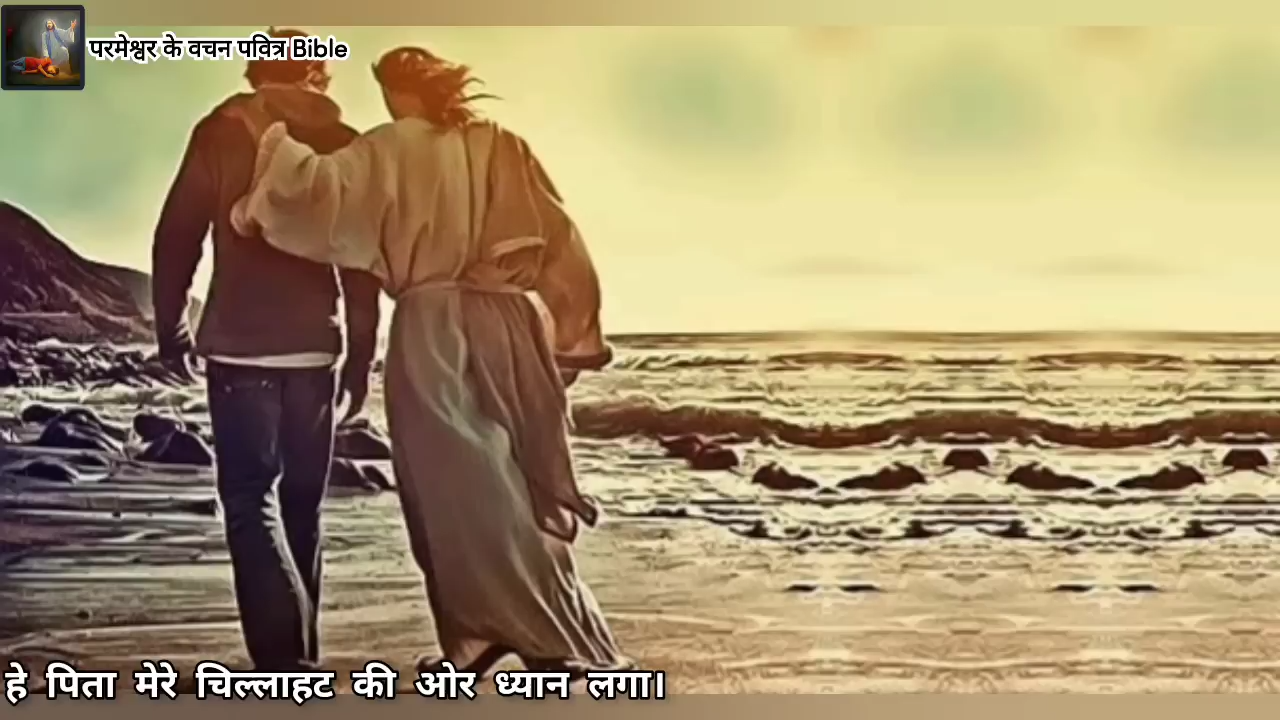 परमेश्वर के वचन पवित्र Bible
हे पिता मेरे चिल्लाहट की ओर ध्यान लगा।